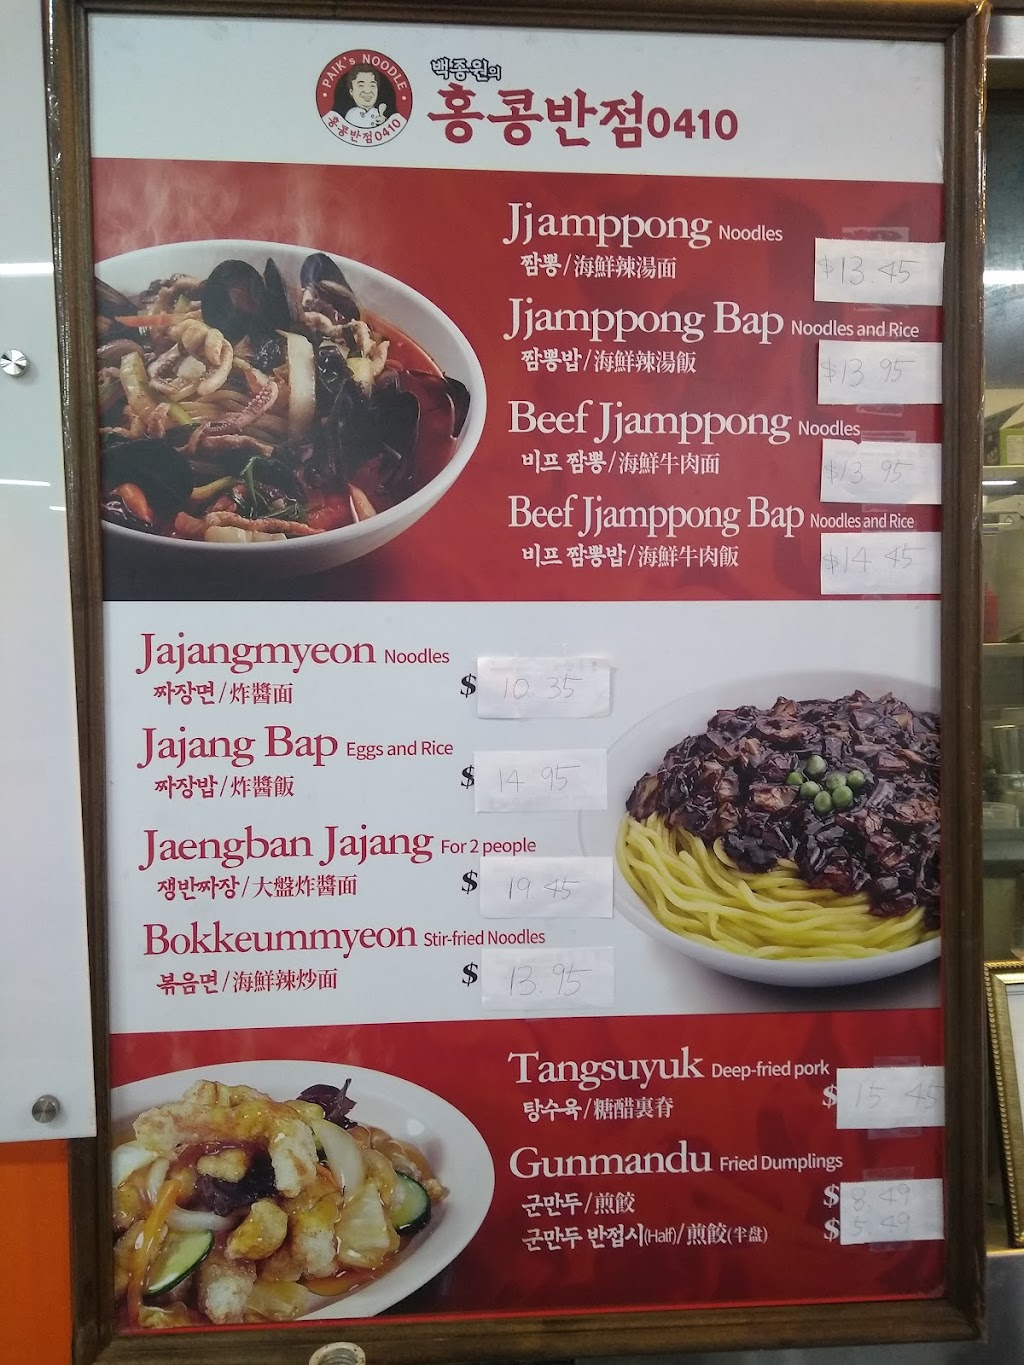 PAIK's NOODLE
홍콩반점0410
백종원의
홍콩반점0410
Jjamppong Noodles
짬뽕/海鮮辣湯面
$13.45
Jjamppong Bap Noodles and Rice
짬뽕밥/海鮮辣湯飯
$13.95
Beef Jjamppong Noodles
비프 짬뽕/海鮮牛肉面
$13.95
Beef Jjamppong Bap Noodles and Rice
비프 짬뽕밥/海鮮牛肉飯
$14.45
Jajangmyeon Noodles
짜장면/炸醬面
$ 10.35
Jajang Bap Eggs and Rice
짜장밥/炸醬飯
$ 14.95
Jaengban Jajang For 2 people
쟁반짜장/大盤炸醬面
$ 19.45
Bokkeummyeon Stir-fried Noodles
볶음면/海鮮辣炒面
$ 13.95
Tangsuyuk Deep-fried pork
탕수육/糖醋裏脊
$ 15.45
Gunmandu Fried Dumplings
군만두/煎餃
$ 8.49
군만두 반접시(Half)/煎餃(半盘)
$ 5.49